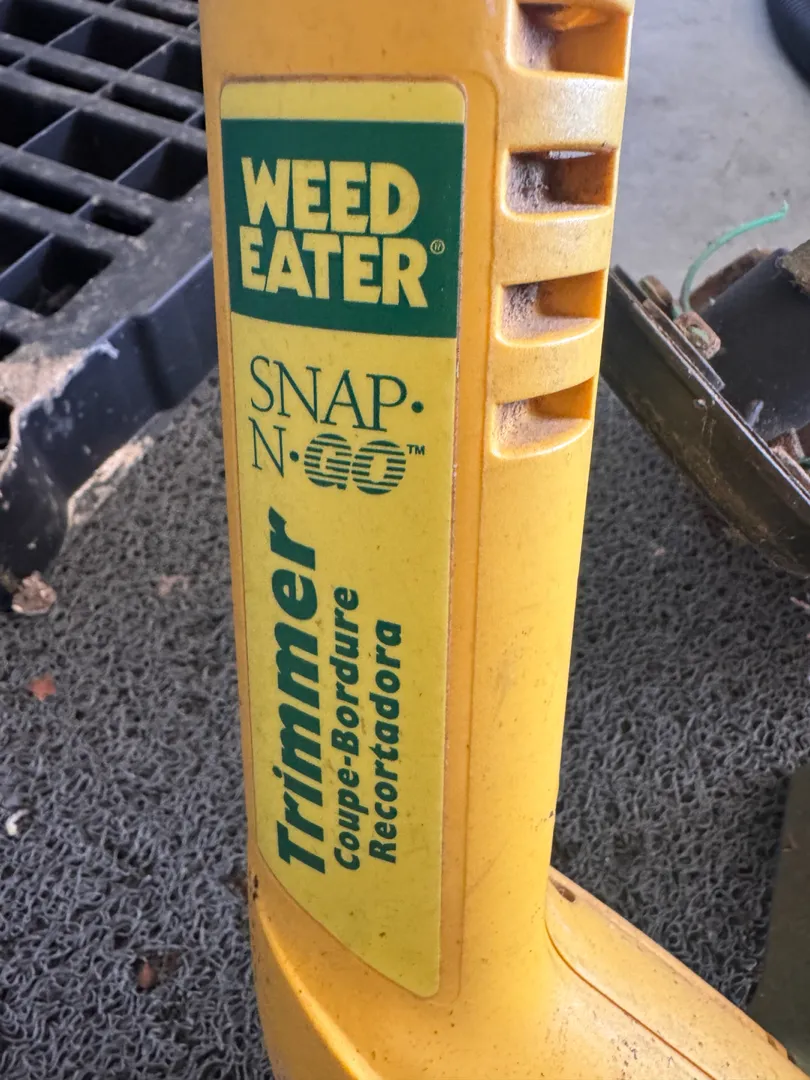 WEED
EATER®
SNAP·
N·GO™
Trimmer
Coupe-Bordure
Recortadora